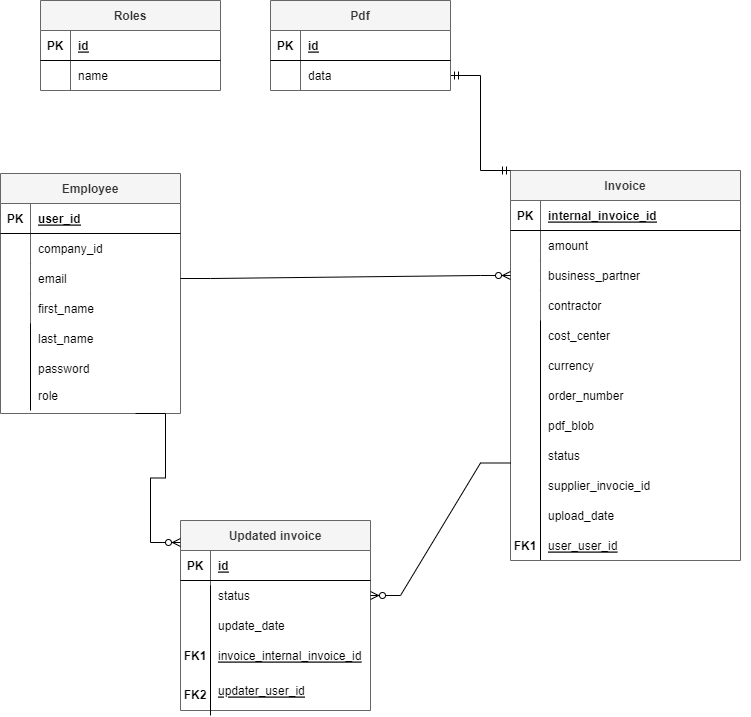 Roles
PK id
name
Pdf
PK id
data
Employee
PK user_id
company_id
email
first_name
last_name
password
role
Invoice
PK internal_invoice_id
amount
business_partner
contractor
cost_center
currency
order_number
pdf_blob
status
supplier_invocie_id
upload_date
FK1 user_user_id
Updated invoice
PK id
status
update_date
FK1 invoice_internal_invoice_id
FK2 updater_user_id